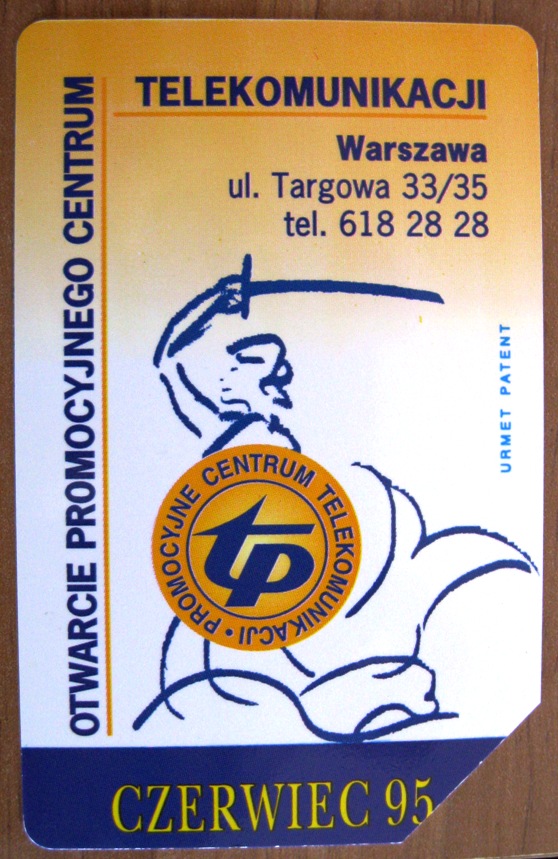 OTWARCIE PROMOCYJNEGO CENTRUM
TELEKOMUNIKACJI
Warszawa
ul. Targowa 33/35
tel. 618 28 28
URMET PATENT
PROMOCYJNE CENTRUM TELEKOMUNIKACJI •
tp
CZERWIEC 95